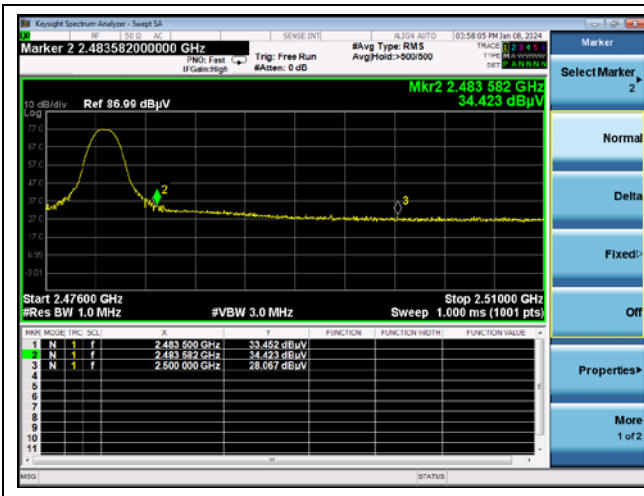 Keysight Spectrum Analyzer - Swept SA
RF 50 Ω AC SENSE:INT ALIGN AUTO 03:58:05 PM Jan 08, 2024
Marker 2 2.483582000000 GHz
PNO: Fast
IFGain:High
Trig: Free Run
#Atten: 0 dB
#Avg Type: RMS
Avg|Hold:>500/500
TRACE 1 2 3 4 5 6
TYPE
DET P A N N N N
Mkr2 2.483 582 GHz
34.423 dBµV
10 dB/div Ref 86.99 dBµV
Log
77.0
67.0
57.0
47.0
37.0
27.0
17.0
6.99
-3.01
2
3
Start 2.47600 GHz Stop 2.51000 GHz
#Res BW 1.0 MHz #VBW 3.0 MHz Sweep 1.000 ms (1001 pts)
MKR MODE TRC SCL X Y FUNCTION FUNCTION WIDTH FUNCTION VALUE
1 N 1 f 2.483 500 GHz 33.452 dBµV
2 N 1 f 2.483 582 GHz 34.423 dBµV
3 N 1 f 2.500 000 GHz 28.067 dBµV
4
5
6
7
8
9
10
11
MSG STATUS
Marker
Select Marker
2
Normal
Delta
Fixed
Off
Properties
More
1 of 2